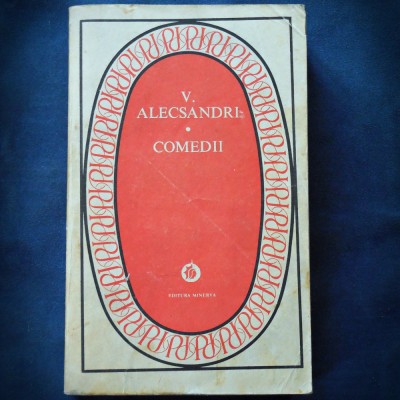 V.
ALECSANDRI
•
COMEDII
EDITURA MINERVA